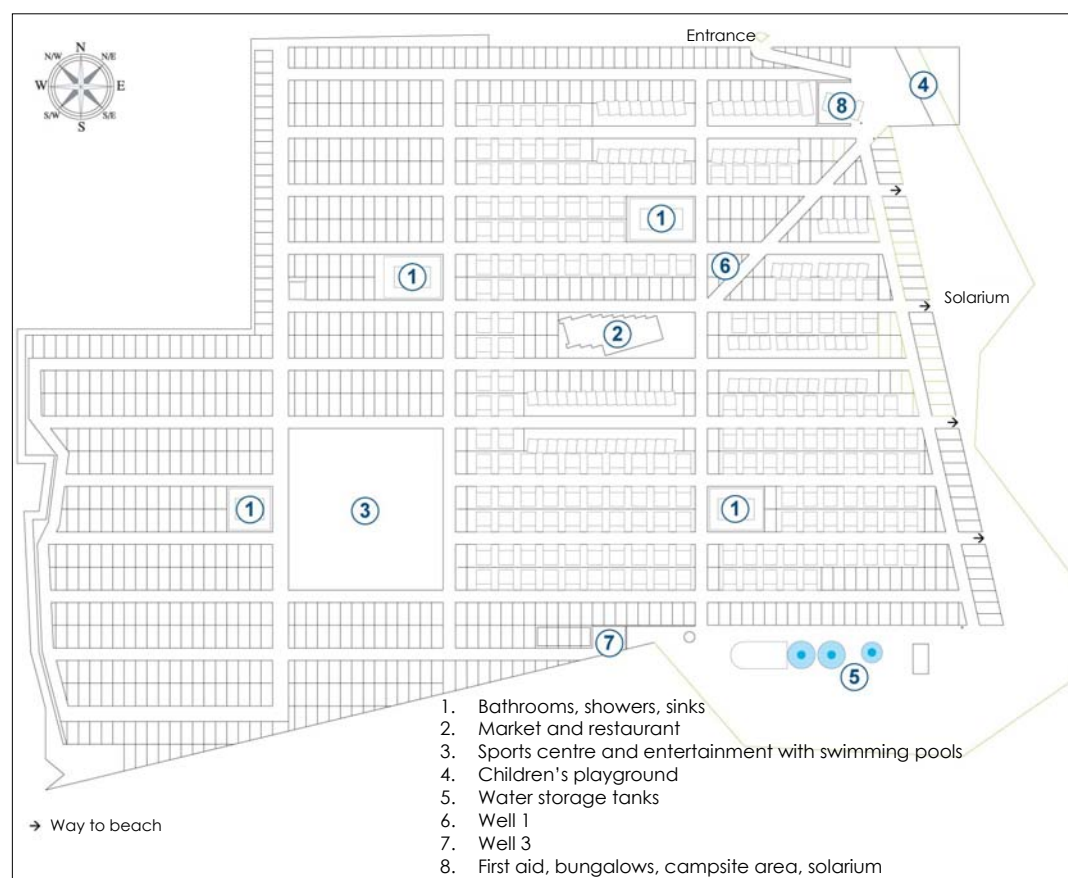 Entrance
N
N/W N/E
W E
S/W S/E
S
4
8
1
1
6
Solarium
2
1
3
1
7
5
1. Bathrooms, showers, sinks
2. Market and restaurant
3. Sports centre and entertainment with swimming pools
4. Children's playground
5. Water storage tanks
6. Well 1
7. Well 3
8. First aid, bungalows, campsite area, solarium
→ Way to beach